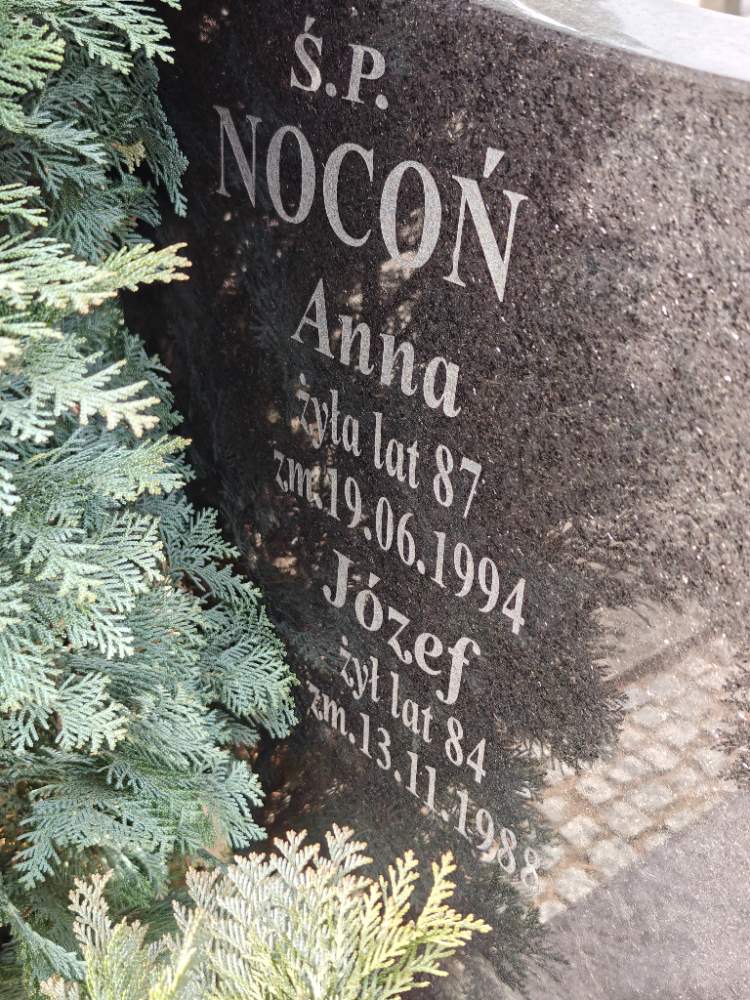 Ś.P.
NOCOŃ
Anna
żyła lat 87
zm.19.06.1994
Józef
żył lat 84
zm.13.11.1988